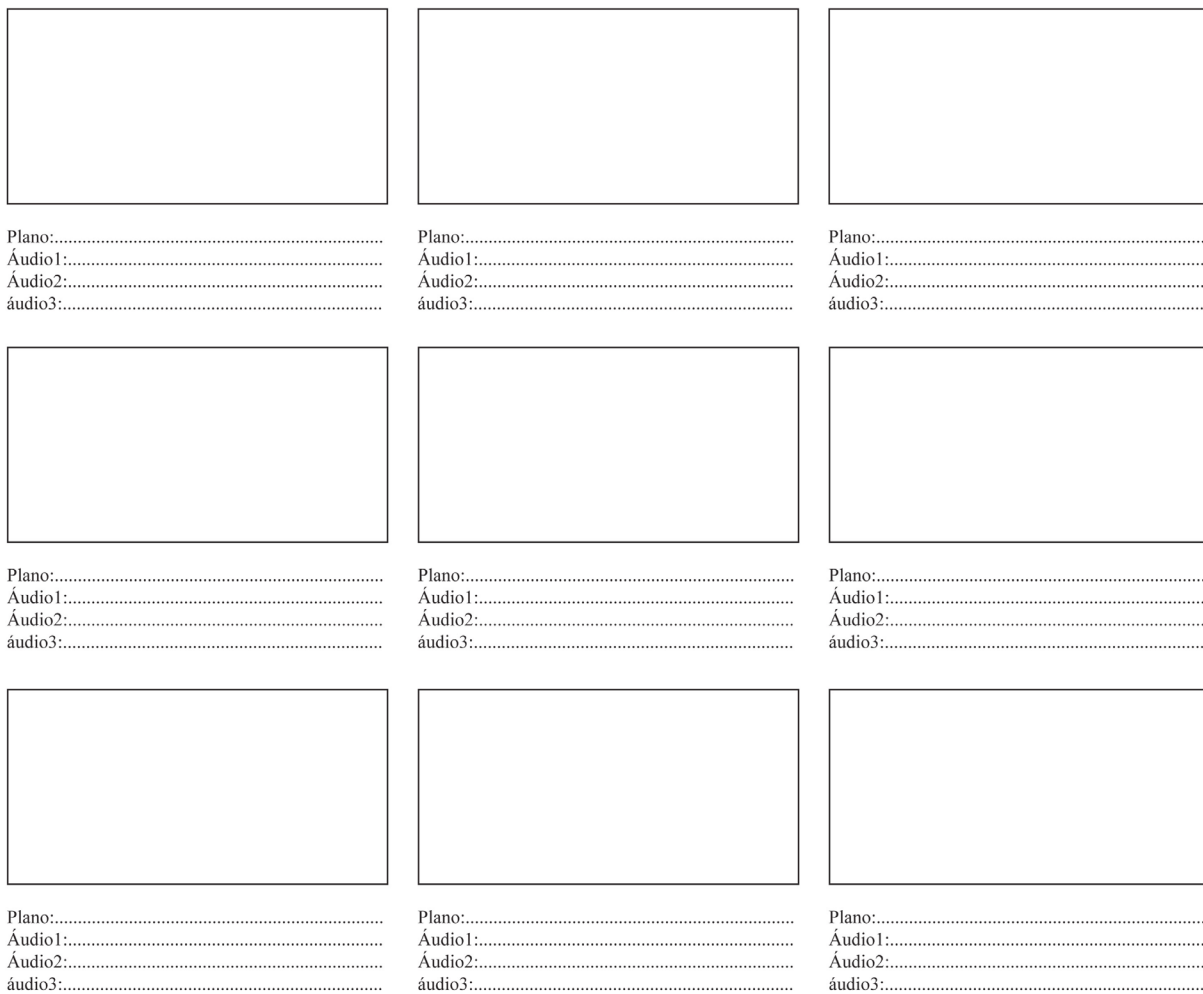 Plano:.......................................................................
Áudio1:....................................................................
Áudio2:....................................................................
áudio3:.....................................................................
Plano:.......................................................................
Áudio1:....................................................................
Áudio2:....................................................................
áudio3:.....................................................................
Plano:.......................................................................
Áudio1:....................................................................
Áudio2:....................................................................
áudio3:.....................................................................
Plano:.......................................................................
Áudio1:....................................................................
Áudio2:....................................................................
áudio3:.....................................................................
Plano:.......................................................................
Áudio1:....................................................................
Áudio2:....................................................................
áudio3:.....................................................................
Plano:.......................................................................
Áudio1:....................................................................
Áudio2:....................................................................
áudio3:.....................................................................
Plano:.......................................................................
Áudio1:....................................................................
Áudio2:....................................................................
áudio3:.....................................................................
Plano:.......................................................................
Áudio1:....................................................................
Áudio2:....................................................................
áudio3:.....................................................................
Plano:.......................................................................
Áudio1:....................................................................
Áudio2:....................................................................
áudio3:.....................................................................